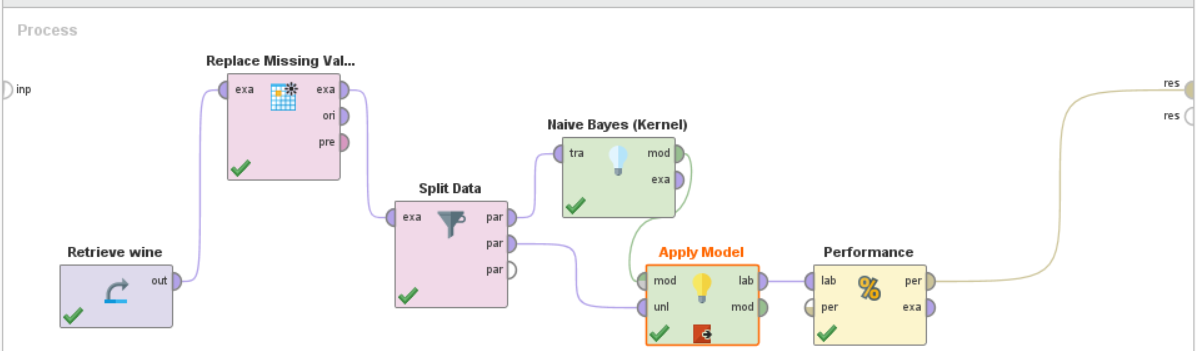 Process
inp
Replace Missing Val...
exa
exa
ori
pre
Retrieve wine
out
Split Data
exa
par
par
par
Naive Bayes (Kernel)
tra
mod
exa
Apply Model
mod
lab
unl
mod
Performance
lab
per
per
exa
%
res
res